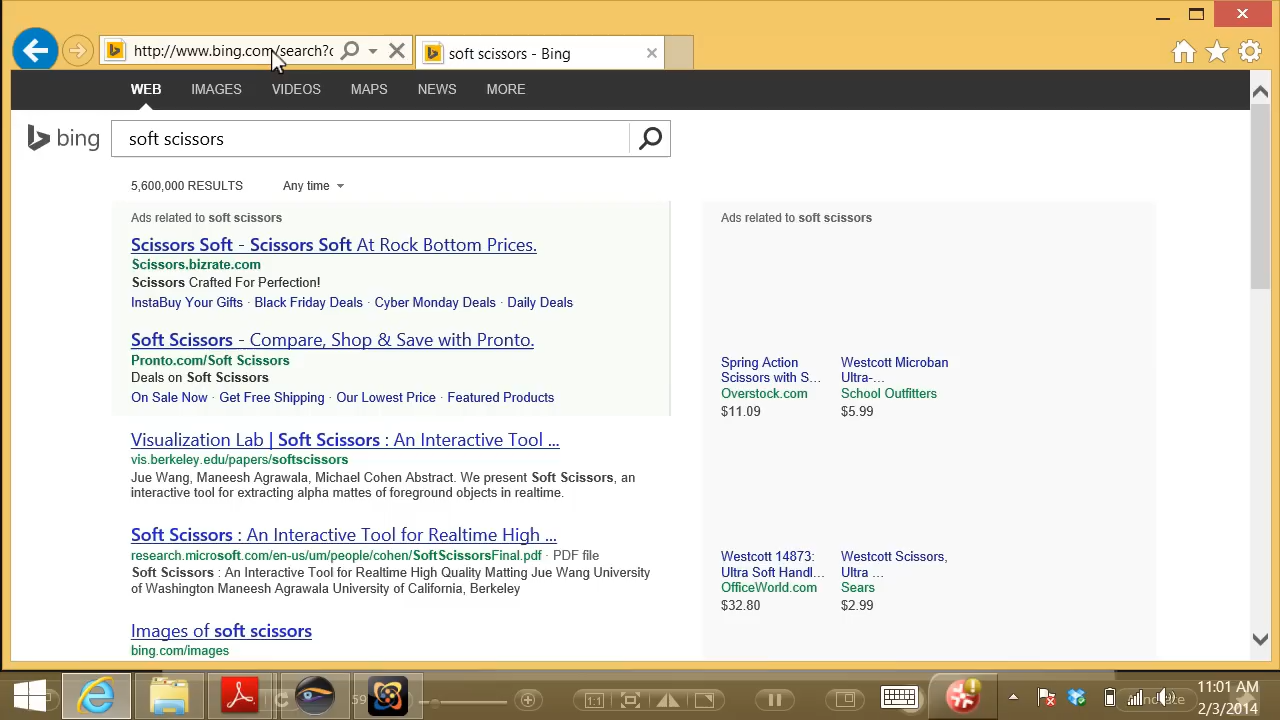 http://www.bing.com/search?c
soft scissors - Bing
WEB IMAGES VIDEOS MAPS NEWS MORE
bing
soft scissors
5,600,000 RESULTS Any time
Ads related to soft scissors
Scissors Soft - Scissors Soft At Rock Bottom Prices.
Scissors.bizrate.com
Scissors Crafted For Perfection!
InstaBuy Your Gifts · Black Friday Deals · Cyber Monday Deals · Daily Deals
Soft Scissors - Compare, Shop & Save with Pronto.
Pronto.com/Soft Scissors
Deals on Soft Scissors
On Sale Now · Get Free Shipping · Our Lowest Price · Featured Products
Visualization Lab | Soft Scissors : An Interactive Tool ...
vis.berkeley.edu/papers/softscissors
Jue Wang, Maneesh Agrawala, Michael Cohen Abstract. We present Soft Scissors, an
interactive tool for extracting alpha mattes of foreground objects in realtime.
Soft Scissors : An Interactive Tool for Realtime High ...
research.microsoft.com/en-us/um/people/cohen/SoftScissorsFinal.pdf · PDF file
Soft Scissors : An Interactive Tool for Realtime High Quality Matting Jue Wang University
of Washington Maneesh Agrawala University of California, Berkeley
Images of soft scissors
bing.com/images
Ads related to soft scissors
Spring Action
Scissors with S...
Overstock.com
$11.09
Westcott Microban
Ultra-...
School Outfitters
$5.99
Westcott 14873:
Ultra Soft Handl...
OfficeWorld.com
$32.80
Westcott Scissors,
Ultra ...
Sears
$2.99
1:1
11:01 AM
2/3/2014